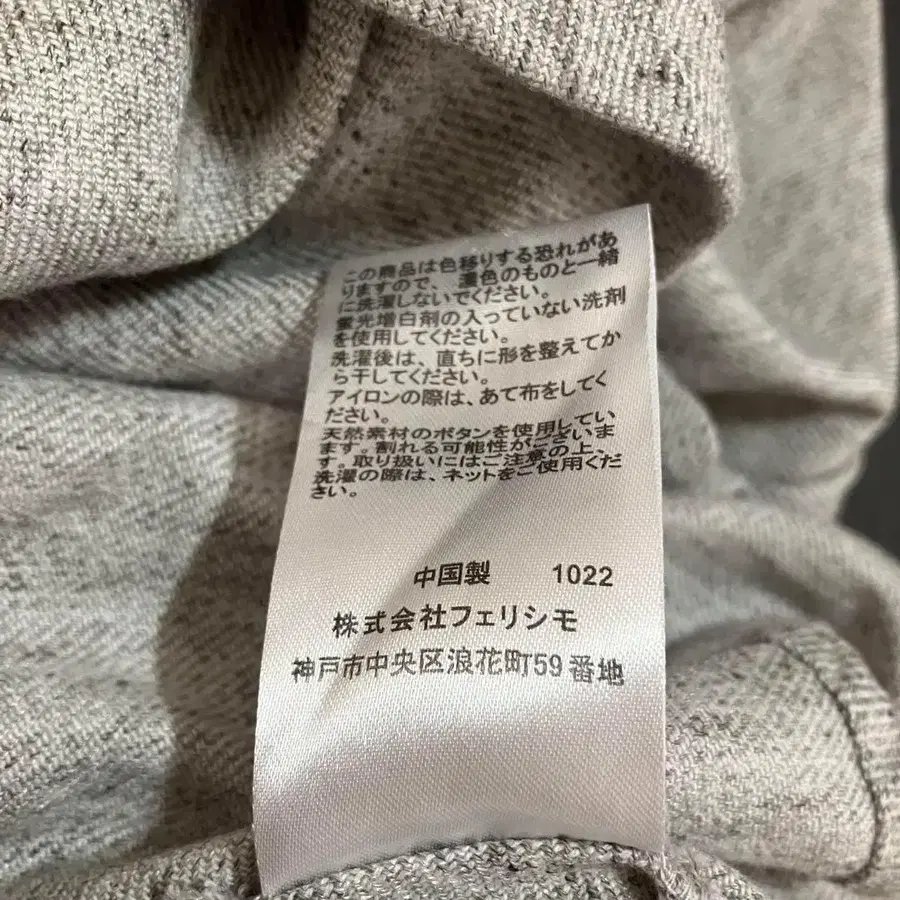 この商品は色移りする恐れがあ
りますので、濃色のものと一緒
に洗濯しないでください。
蛍光増白剤の入っていない洗剤
を使用してください。
洗濯後は、直ちに形を整えてか
ら干してください。
アイロンの際は、あて布をしてく
ださい。
天然素材のボタンを使用してい
ます。割れる可能性がございま
す。取り扱いにはご注意の上、
洗濯の際は、ネットをご使用くだ
さい。
中国製 1022
株式会社フェリシモ
神戸市中央区浪花町59番地